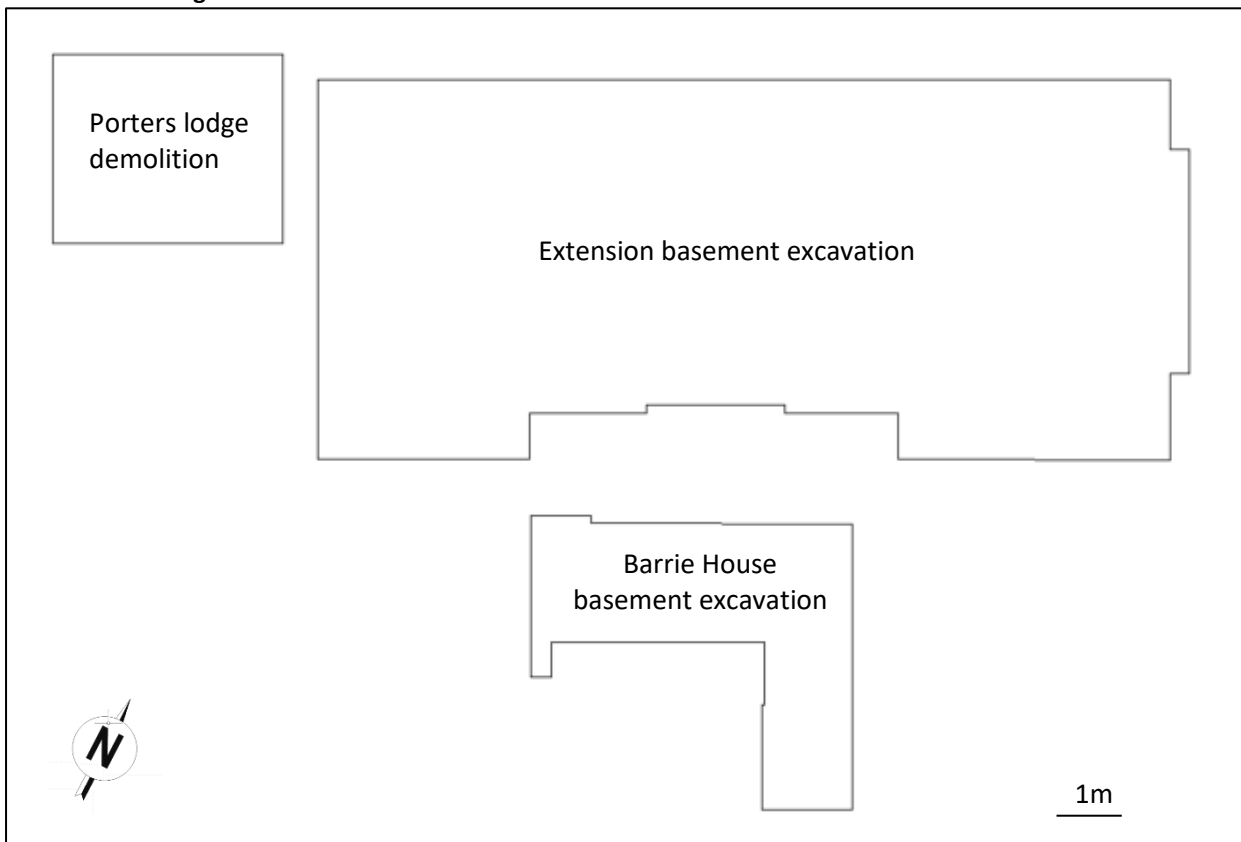 Porters lodge
demolition
Extension basement excavation
Barrie House
basement excavation
N
1m